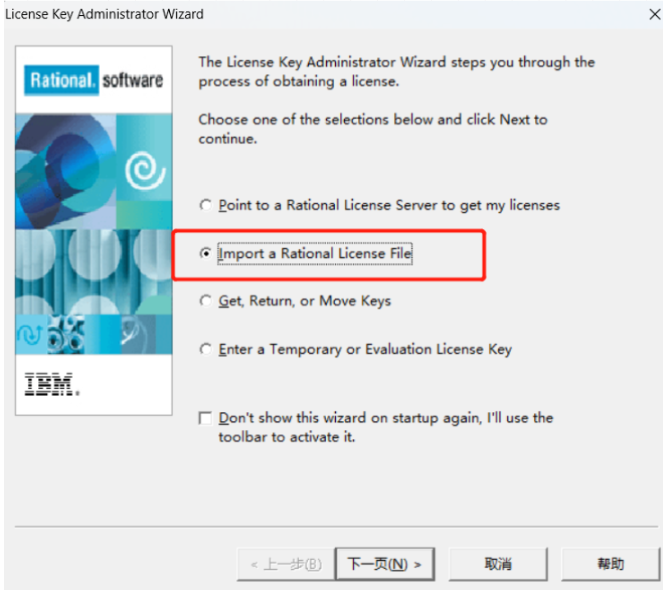 License Key Administrator Wizard
Rational. software
The License Key Administrator Wizard steps you through the
process of obtaining a license.
Choose one of the selections below and click Next to
continue.
Point to a Rational License Server to get my licenses
Import a Rational License File
Get, Return, or Move Keys
Enter a Temporary or Evaluation License Key
IBM.
Don't show this wizard on startup again, I'll use the
toolbar to activate it.
< 上一步(B)
下一页(N) >
取消
帮助